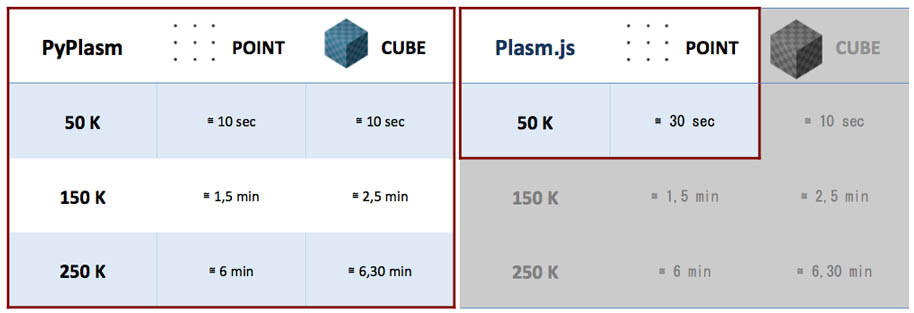 PyPlasm POINT CUBE Plasm.js POINT CUBE
50 K ≅ 10 sec ≅ 10 sec 50 K ≅ 30 sec ≅ 10 sec
150 K ≅ 1,5 min ≅ 2,5 min 150 K ≅ 1,5 min ≅ 2,5 min
250 K ≅ 6 min ≅ 6,30 min 250 K ≅ 6 min ≅ 6,30 min